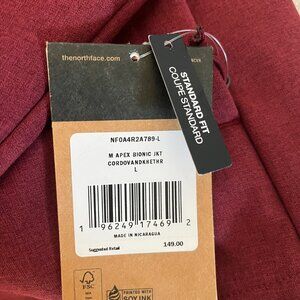 thenorthface.com
STANDARD FIT
COUPE STANDARD
NF0A4R2A789-L
M APEX BIONIC JKT
CORDOVANDKHETHR
L
1 96249 17469 2
MADE IN NICARAGUA
Suggested Retail 149.00
FSC
PRINTED WITH
SOY INK